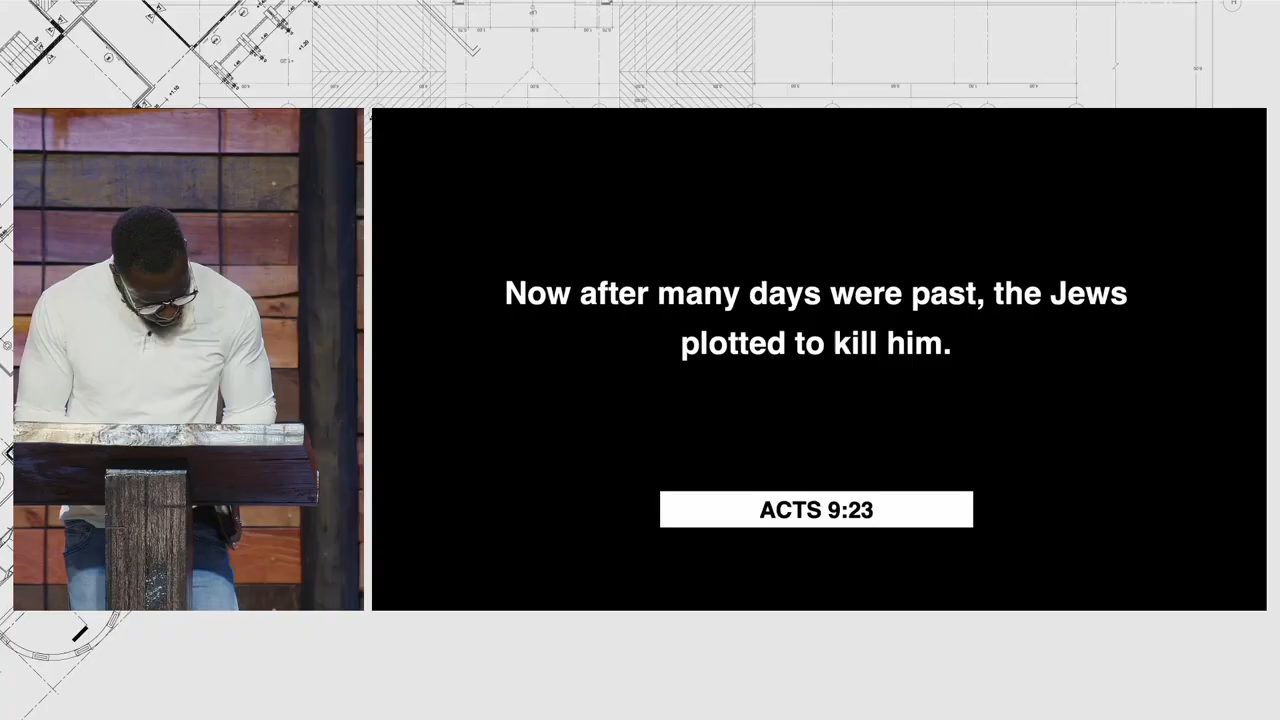 Now after many days were past, the Jews
plotted to kill him.
ACTS 9:23